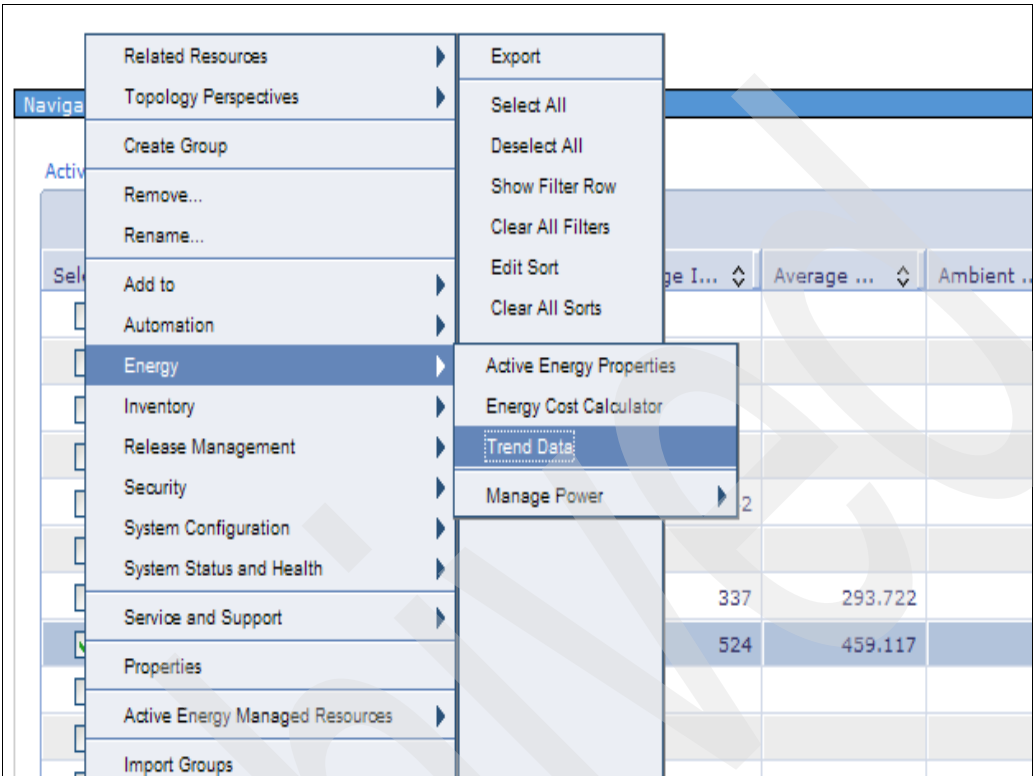 Related Resources
Topology Perspectives
Create Group
Remove...
Rename...
Add to
Automation
Energy
Inventory
Release Management
Security
System Configuration
System Status and Health
Service and Support
Properties
Active Energy Managed Resources
Import Groups
Export
Select All
Deselect All
Show Filter Row
Clear All Filters
Edit Sort
Clear All Sorts
Active Energy Properties
Energy Cost Calculator
Trend Data
Manage Power
Naviga
Activ
Sele
ge I... Average ... Ambient ..
2
337 293.722
524 459.117